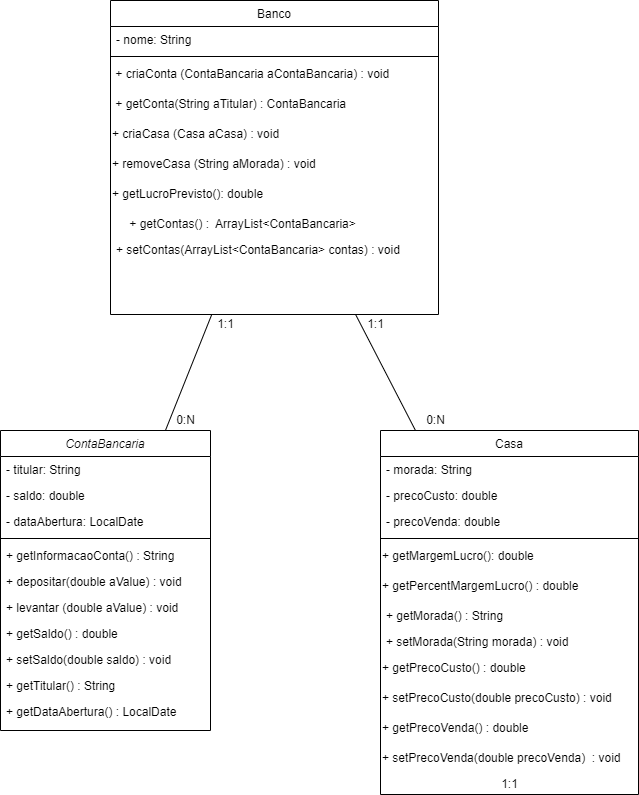 Banco
- nome: String
+ criaConta (ContaBancaria aContaBancaria) : void
+ getConta(String aTitular) : ContaBancaria
+ criaCasa (Casa aCasa) : void
+ removeCasa (String aMorada) : void
+ getLucroPrevisto(): double
+ getContas() :  ArrayList<ContaBancaria>
+ setContas(ArrayList<ContaBancaria> contas) : void
1:1
1:1
0:N
0:N
ContaBancaria
- titular: String
- saldo: double
- dataAbertura: LocalDate
+ getInformacaoConta() : String
+ depositar(double aValue) : void
+ levantar (double aValue) : void
+ getSaldo() : double
+ setSaldo(double saldo) : void
+ getTitular() : String
+ getDataAbertura() : LocalDate
Casa
- morada: String
- precoCusto: double
- precoVenda: double
+ getMargemLucro(): double
+ getPercentMargemLucro() : double
+ getMorada() : String
+ setMorada(String morada) : void
+ getPrecoCusto() : double
+ setPrecoCusto(double precoCusto) : void
+ getPrecoVenda() : double
+ setPrecoVenda(double precoVenda)  : void
1:1